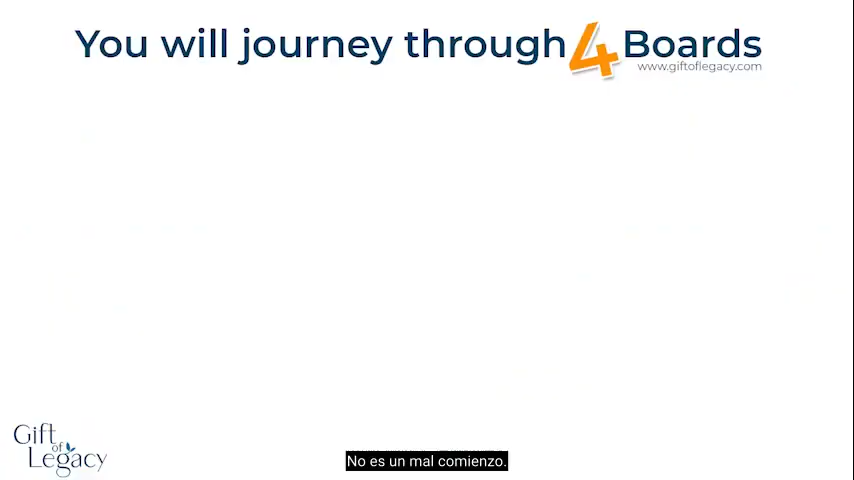 You will journey through 4 Boards
www.giftoflegacy.com
Gift
of
Legacy
No es un mal comienzo.